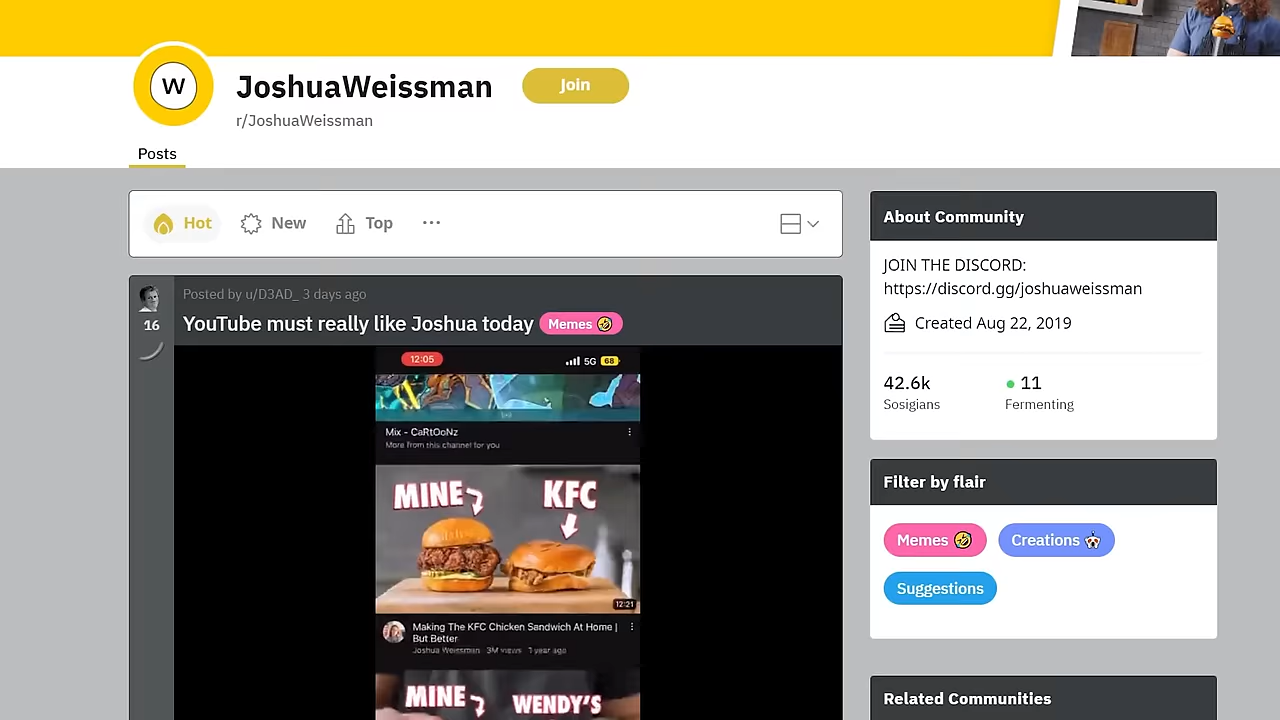 W
JoshuaWeissman
Join
r/JoshuaWeissman
Posts
Hot
New
Top
...
Posted by u/D3AD_ 3 days ago
16
YouTube must really like Joshua today Memes
12:05
5G 68
Mix - CaRtOoNz
More from this channel for you
MINE
KFC
12:21
Making The KFC Chicken Sandwich At Home |
But Better
Joshua Weissman 3M views 1 year ago
MINE
WENDY'S
About Community
JOIN THE DISCORD:
https://discord.gg/joshuaweissman
Created Aug 22, 2019
42.6k
11
Sosigians
Fermenting
Filter by flair
Memes
Creations
Suggestions
Related Communities